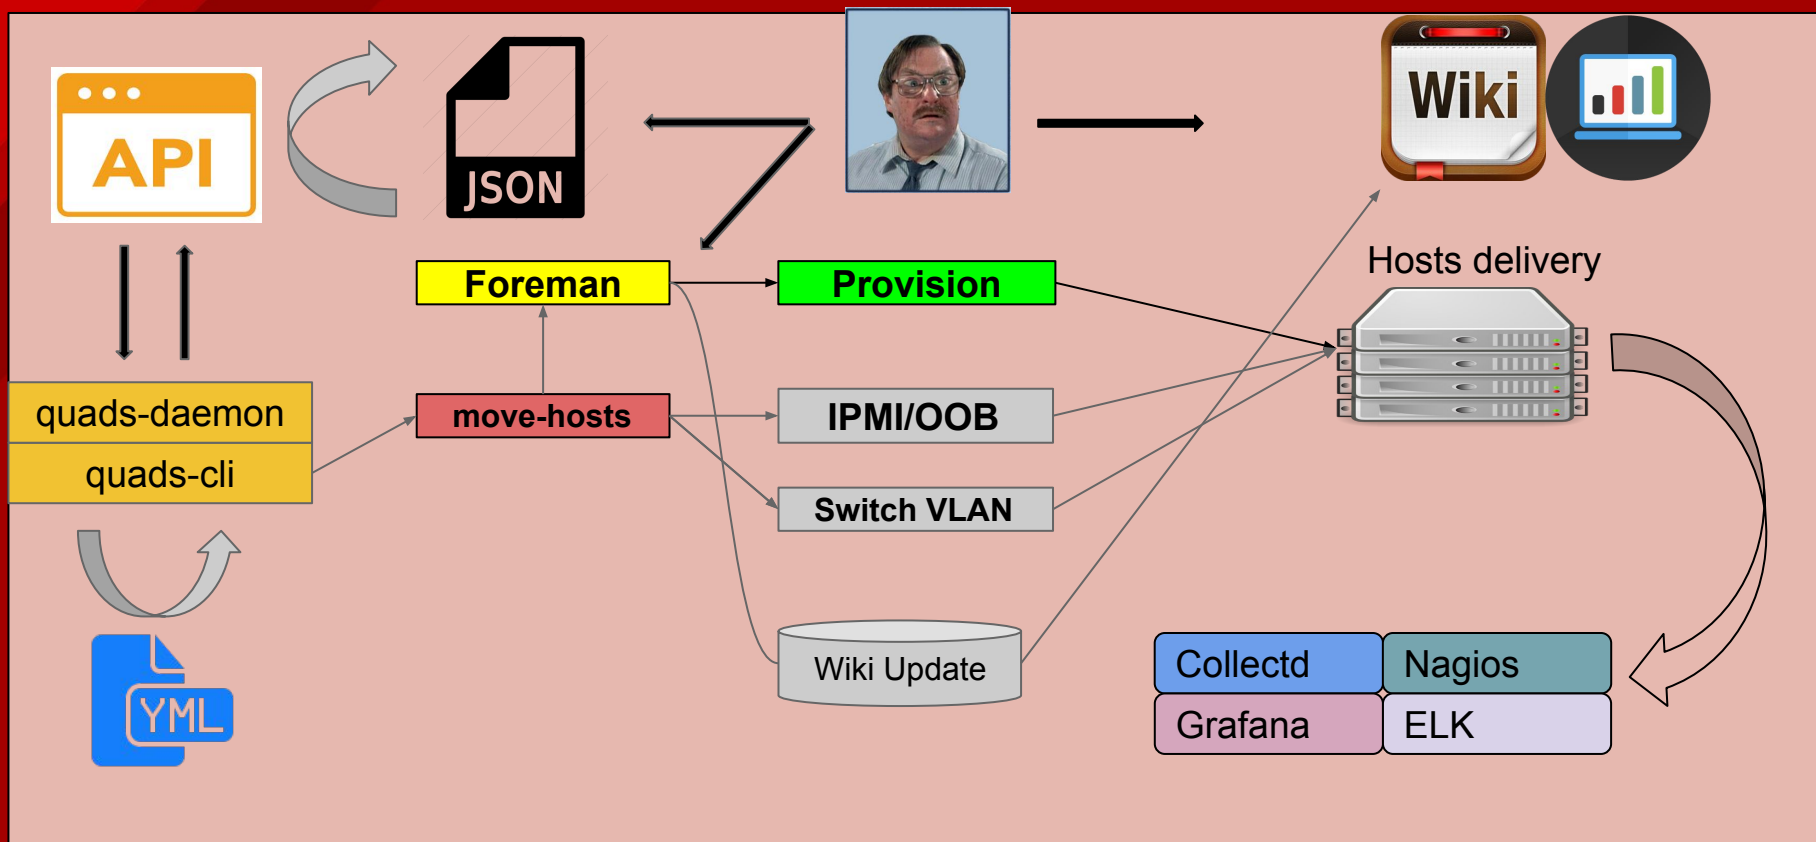 API
JSON
Wiki
Hosts delivery
Foreman
Provision
quads-daemon
quads-cli
move-hosts
IPMI/OOB
Switch VLAN
Wiki Update
YML
Collectd
Nagios
Grafana
ELK